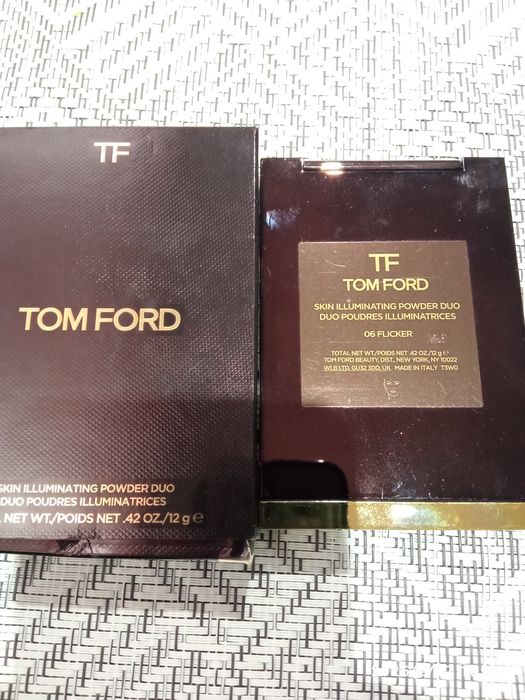 TF
TOM FORD
SKIN ILLUMINATING POWDER DUO
DUO POUDRES ILLUMINATRICES
NET WT./POIDS NET .42 OZ./12 g e
TF
TOM FORD
SKIN ILLUMINATING POWDER DUO
DUO POUDRES ILLUMINATRICES
06 FLICKER
TOTAL NET WT./POIDS NET .42 OZ./12 g e
TOM FORD BEAUTY, DIST., NEW YORK, NY 10022
WLB LTD, GU32 3DD, UK MADE IN ITALY T3W0